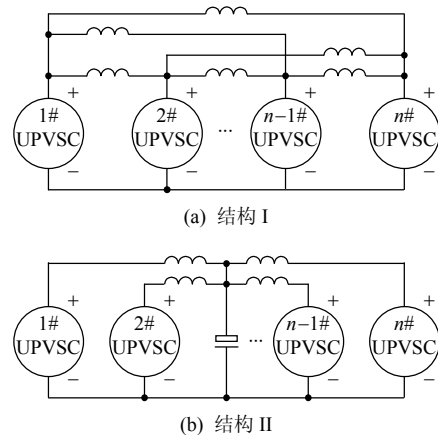 + + + +
1# 2# n−1# n#
UPVSC UPVSC ··· UPVSC UPVSC
− − − −
(a) 结构 I
+ + + +
1# 2# n−1# n#
UPVSC UPVSC ··· UPVSC UPVSC
− − − −
(b) 结构 II